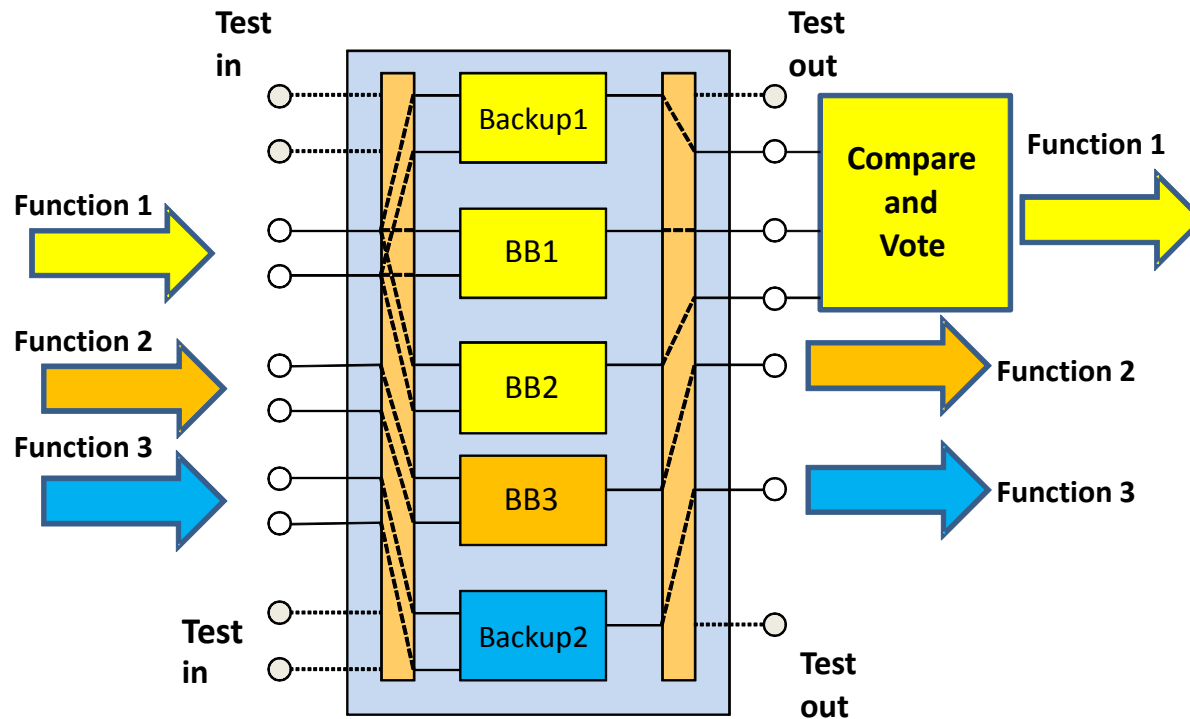 Test
in
Test
out
Backup1
Compare
and
Vote
Function 1
Function 1
BB1
Function 2
BB2
Function 2
Function 3
BB3
Function 3
Test
in
Backup2
Test
out